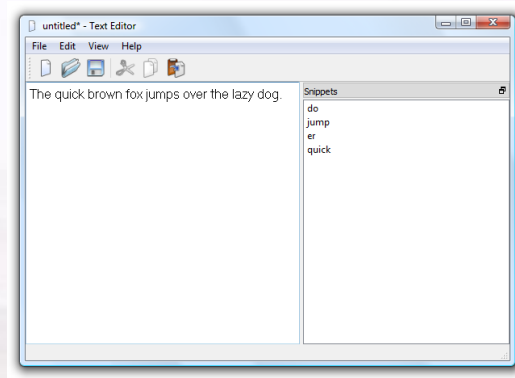 untitled* - Text Editor
File Edit View Help
The quick brown fox jumps over the lazy dog.
Snippets
do
jump
er
quick